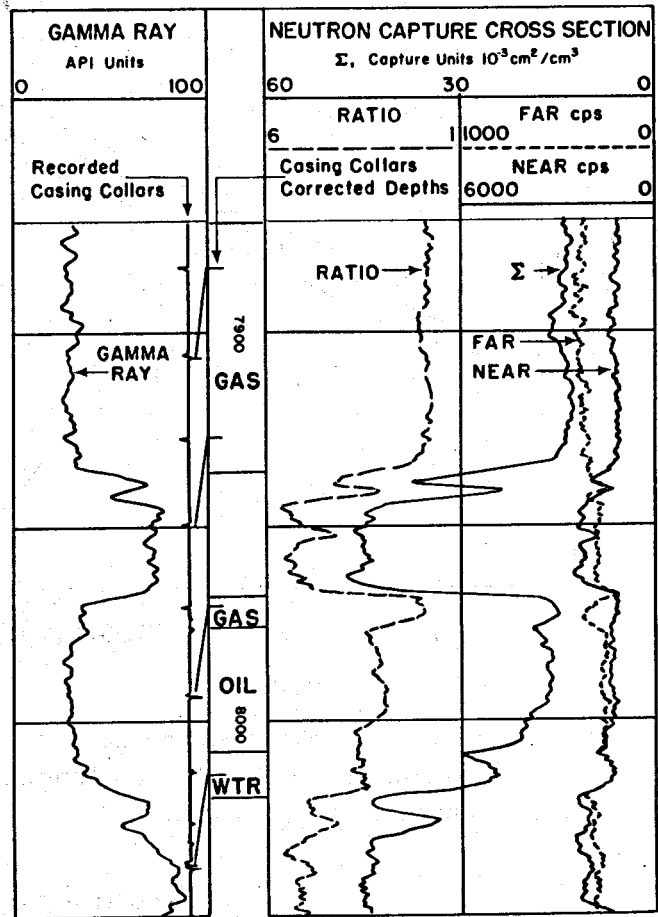 GAMMA RAY
API Units
0 100
NEUTRON CAPTURE CROSS SECTION
Σ, Capture Units 10⁻³cm²/cm³
60 30 0
RATIO
6 1
FAR cps
1000 0
NEAR cps
6000 0
Recorded
Casing Collars
Casing Collars
Corrected Depths
RATIO
Σ
7900
GAMMA
RAY
GAS
FAR
NEAR
GAS
OIL
8000
WTR